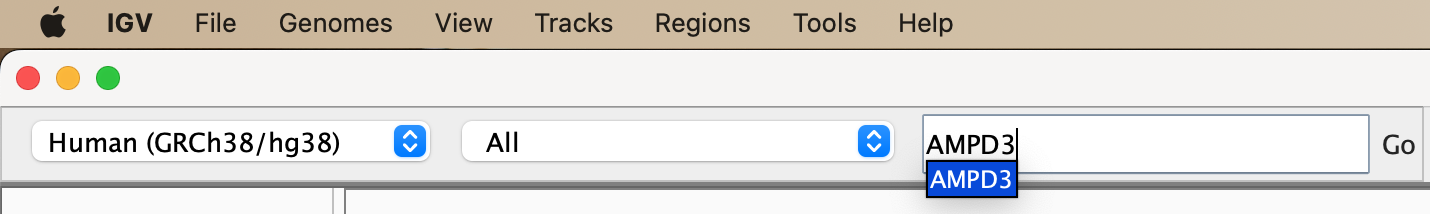 IGV File Genomes View Tracks Regions Tools Help
Human (GRCh38/hg38) All AMPD3 Go
AMPD3